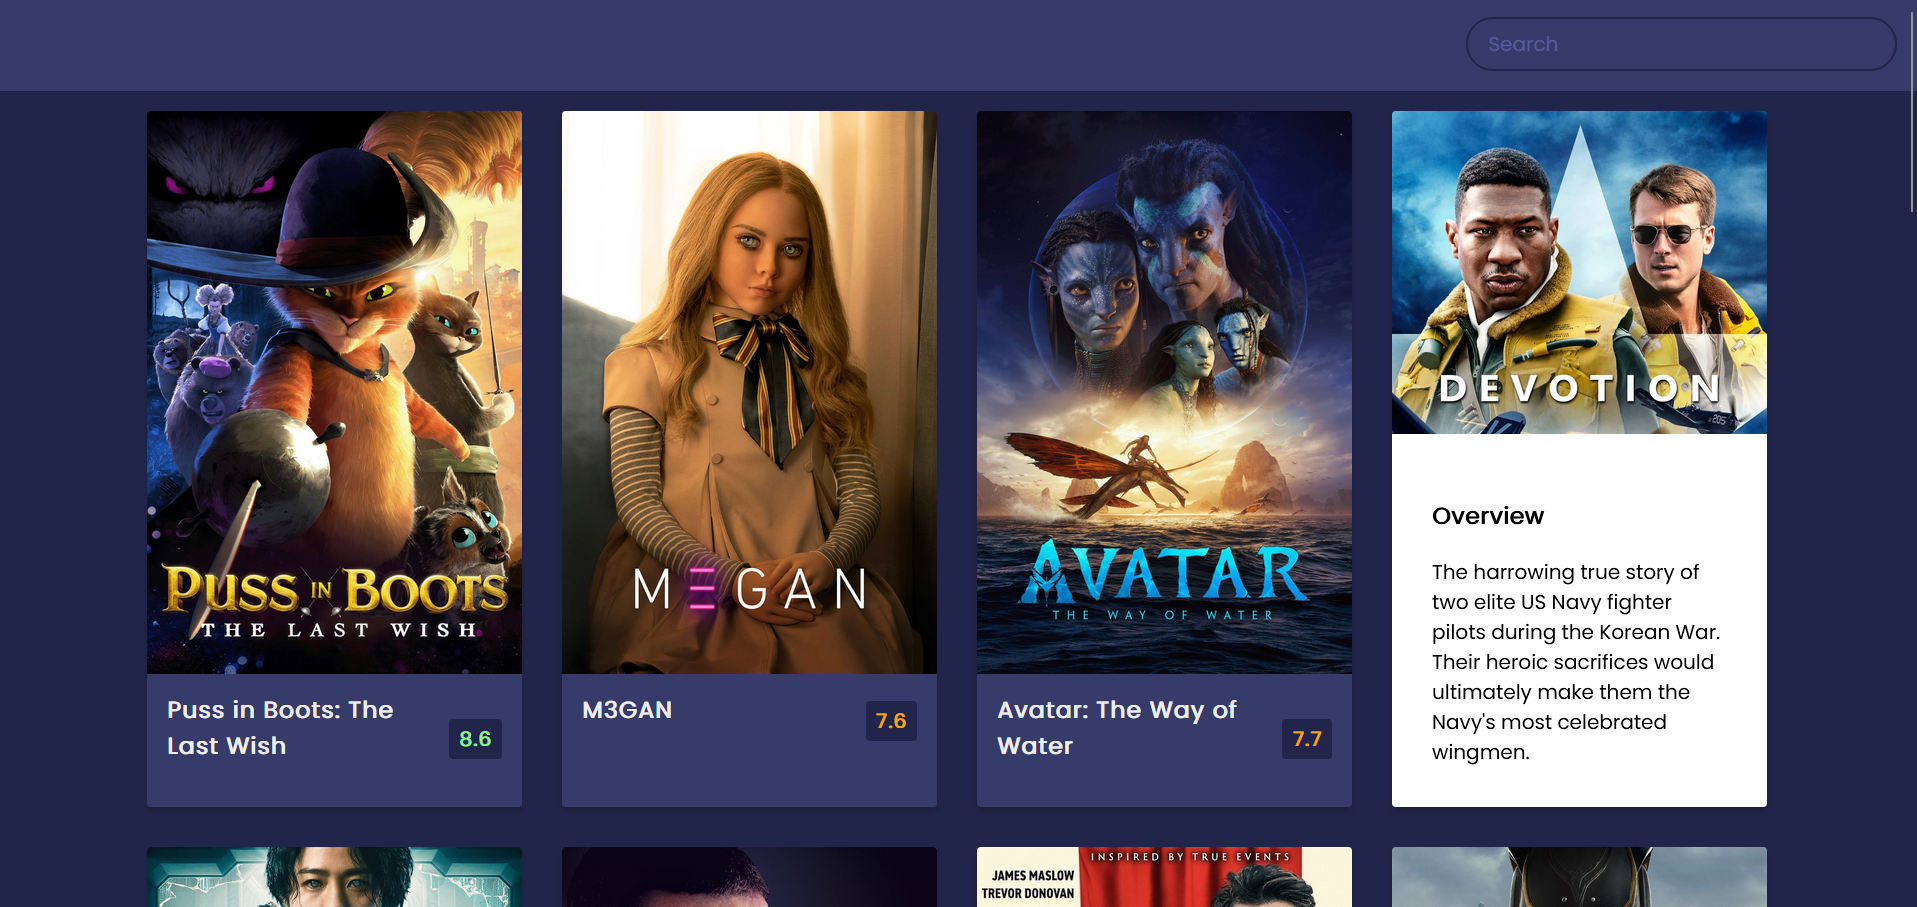 Search
PUSS IN BOOTS
THE LAST WISH
Puss in Boots: The
Last Wish
8.6
MEGAN
M3GAN
7.6
AVATAR
THE WAY OF WATER
Avatar: The Way of
Water
7.7
DEVOTION
205
Overview
The harrowing true story of
two elite US Navy fighter
pilots during the Korean War.
Their heroic sacrifices would
ultimately make them the
Navy's most celebrated
wingmen.
INSPIRED BY TRUE EVENTS
JAMES MASLOW
TREVOR DONOVAN